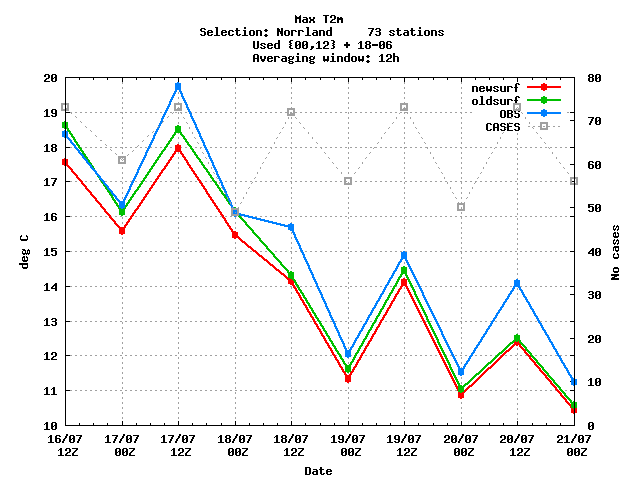 Max T2m
Selection: Norrland     73 stations
Used {00,12} + 18-06
Averaging window: 12h
newsurf
oldsurf
OBS
CASES
deg C
20
19
18
17
16
15
14
13
12
11
10
No cases
80
70
60
50
40
30
20
10
0
16/07 17/07 17/07 18/07 18/07 19/07 19/07 20/07 20/07 21/07
12Z 00Z 12Z 00Z 12Z 00Z 12Z 00Z 12Z 00Z
Date